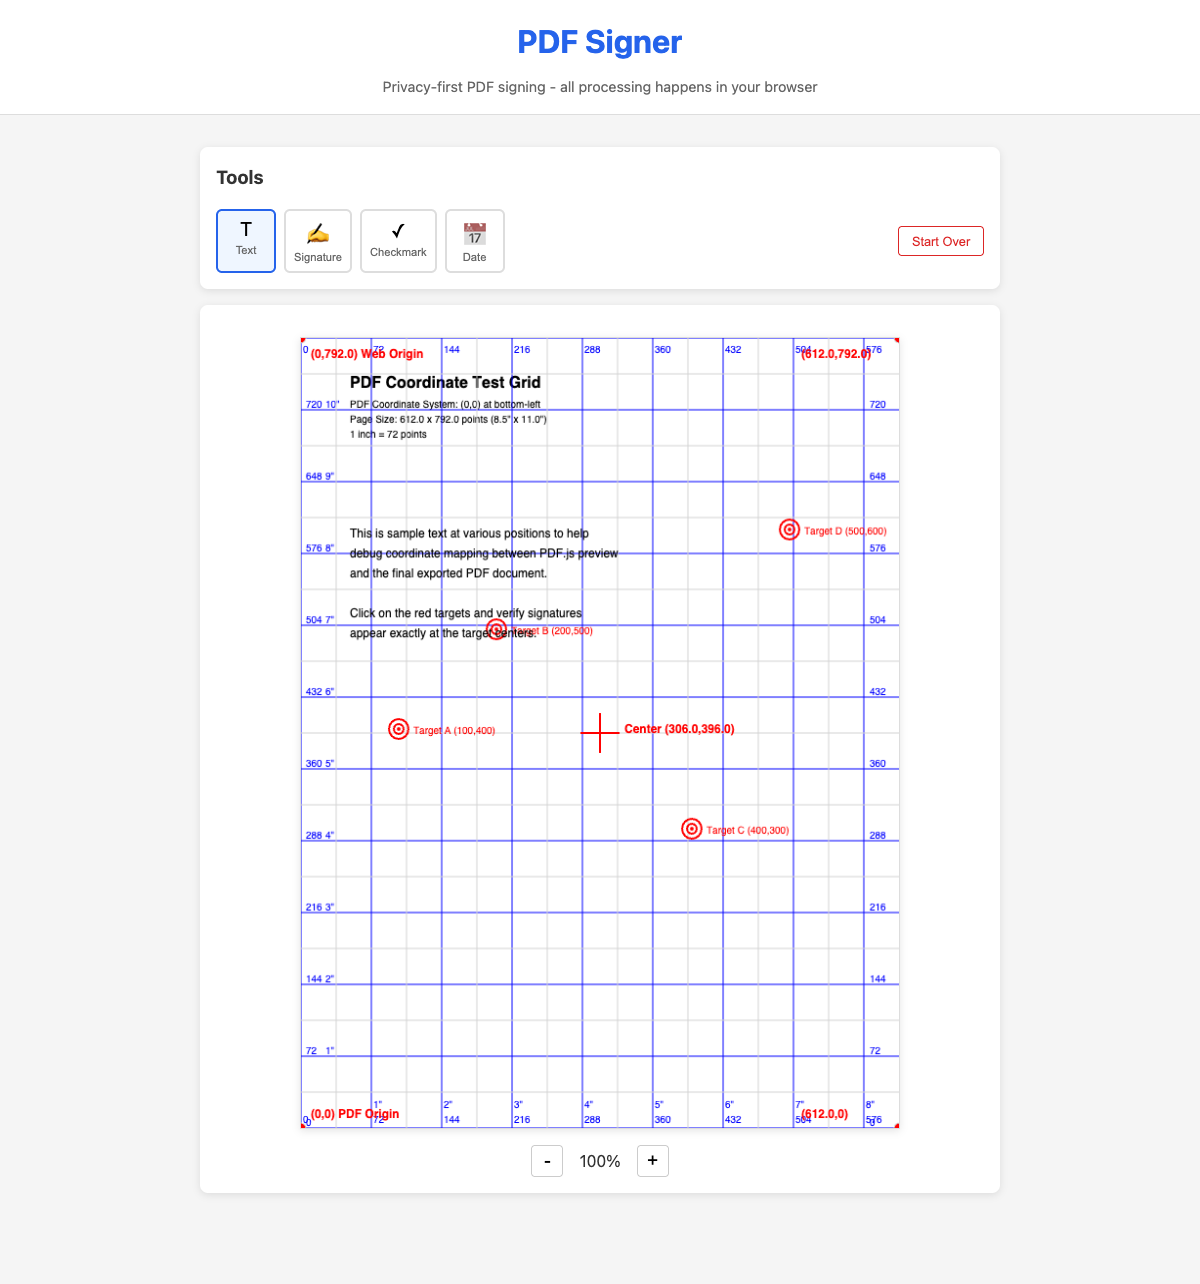 PDF Signer
Privacy-first PDF signing - all processing happens in your browser
Tools
T
Text
Signature
✓
Checkmark
17
Date
Start Over
0 72 144 216 288 360 432 504 576
(0,792.0) Web Origin (612.0,792.0)
PDF Coordinate Test Grid
720 10" PDF Coordinate System: (0,0) at bottom-left 720
Page Size: 612.0 x 792.0 points (8.5" x 11.0")
1 inch = 72 points
648 9" 648
This is sample text at various positions to help
Target D (500,600)
576 8" debug coordinate mapping between PDF.js preview 576
and the final exported PDF document.
Click on the red targets and verify signatures
504 7" 504
appear exactly at the target centers.
Target B (200,500)
432 6" 432
Target A (100,400) Center (306.0,396.0)
360 5" 360
Target C (400,300)
288 4" 288
216 3" 216
144 2" 144
72 1" 72
1" 2" 3" 4" 5" 6" 7" 8"
(0,0) PDF Origin (612.0,0)
0 72 144 216 288 360 432 504 576
0 0
- 100% +